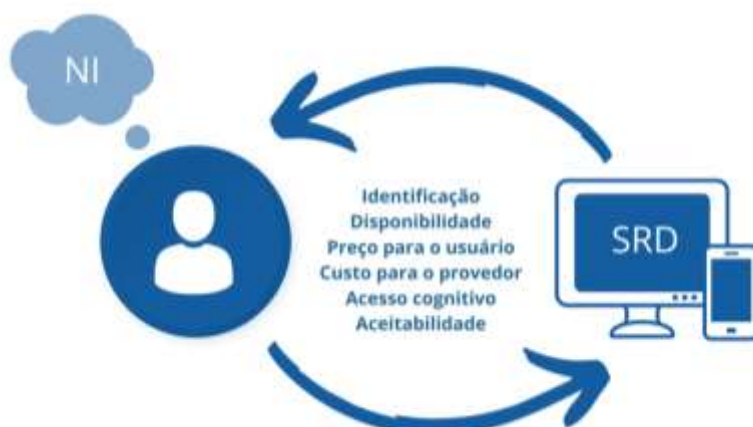 NI
Identificação
Disponibilidade
Preço para o usuário
Custo para o provedor
Acesso cognitivo
Aceitabilidade
SRD